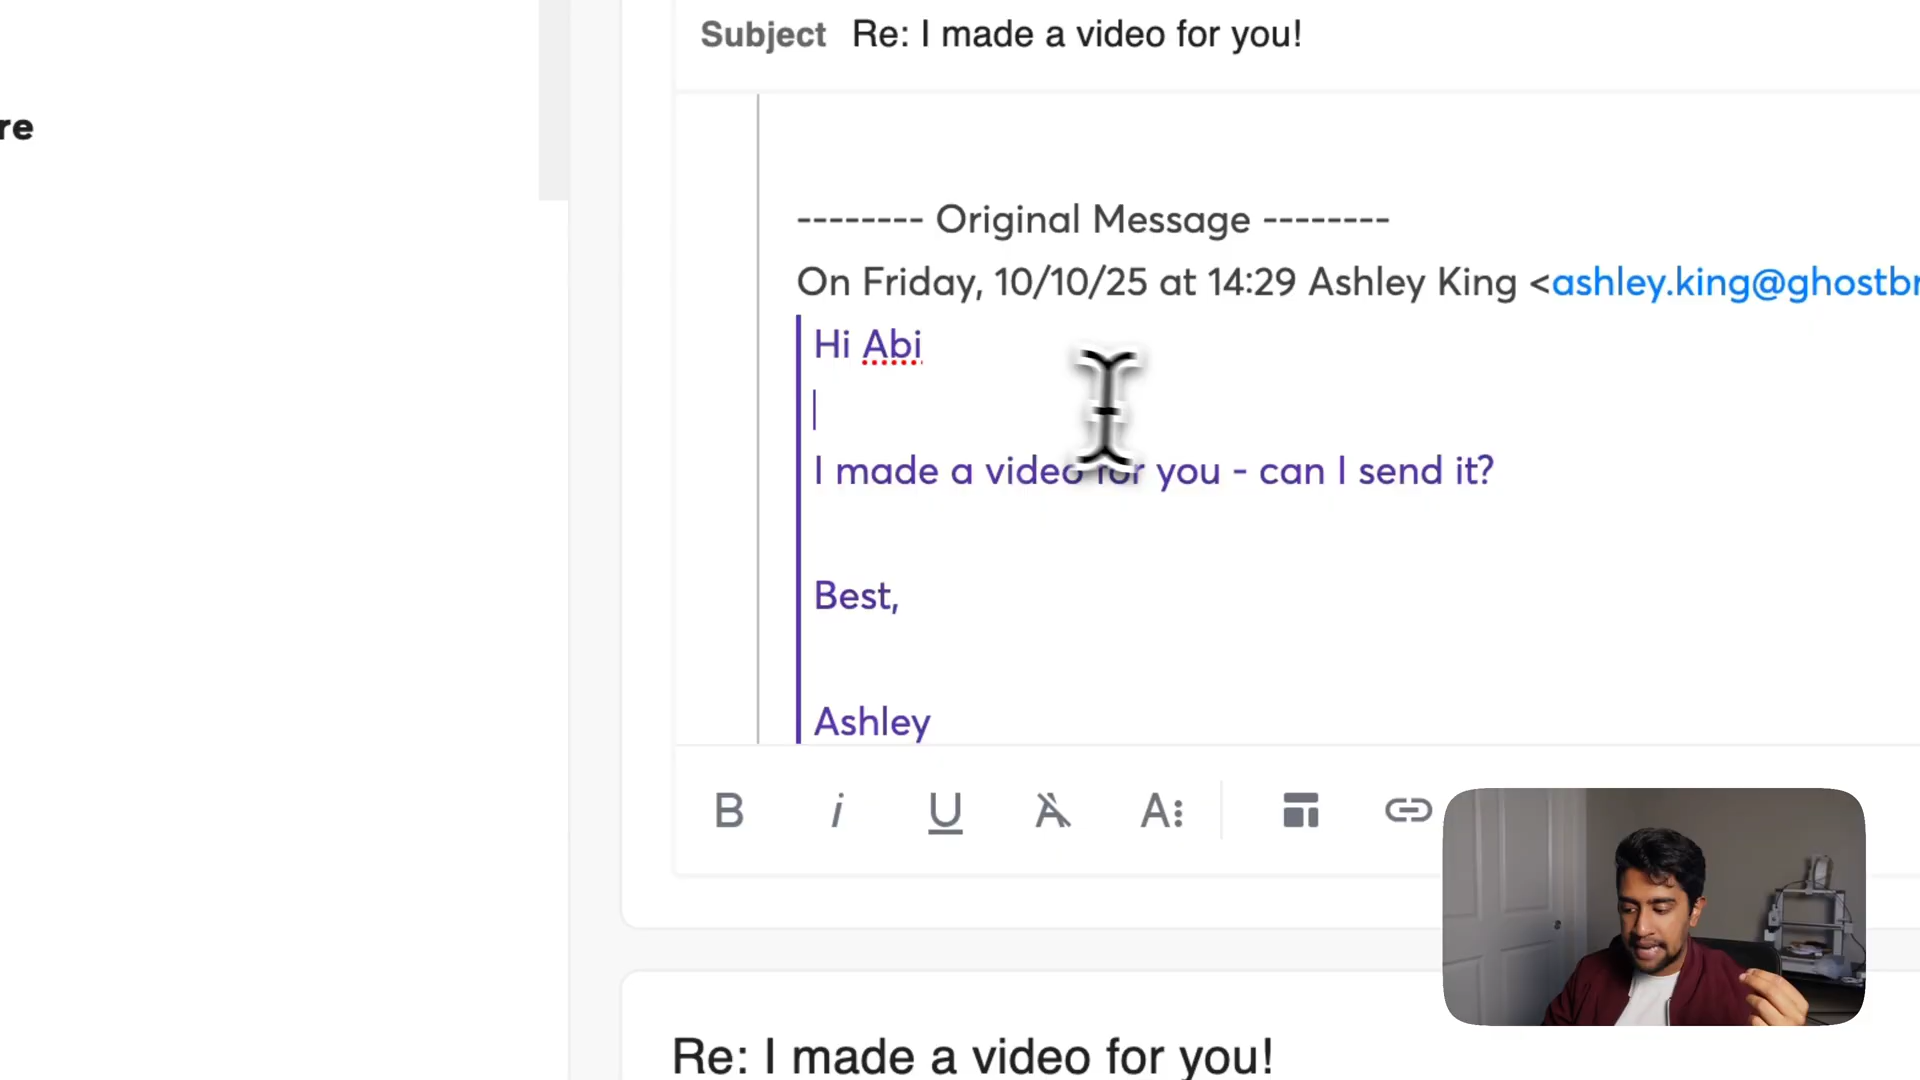 Subject Re: I made a video for you!
re
-------- Original Message --------
On Friday, 10/10/25 at 14:29 Ashley King <ashley.king@ghostbr
Hi Abi
I made a video for you - can I send it?
Best,
Ashley
B i U A A
Re: I made a video for you!